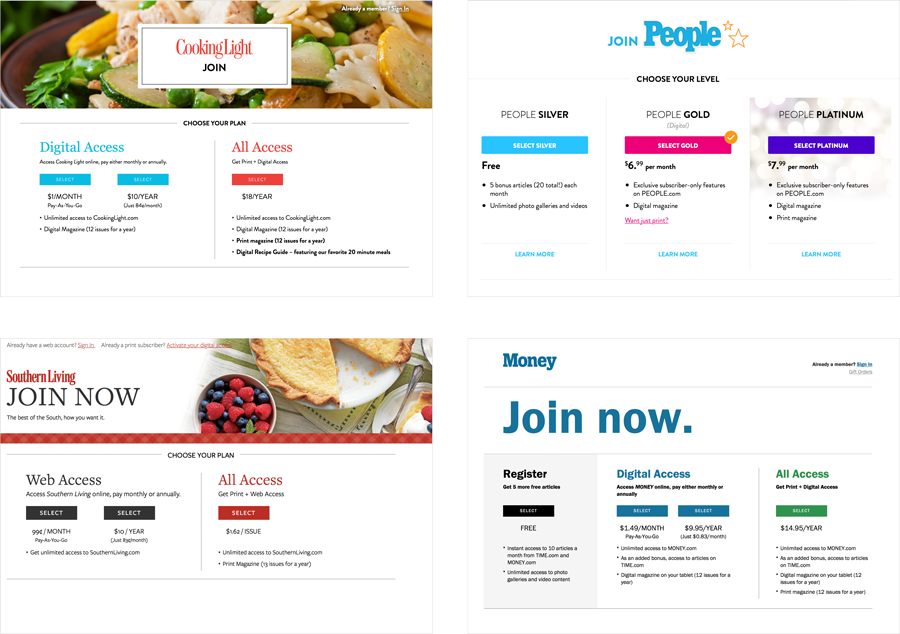 Already a member? Sign In
CookingLight
JOIN
CHOOSE YOUR PLAN
Digital Access
Access Cooking Light online, pay either monthly or annually.
SELECT
SELECT
$1/MONTH
Pay-As-You-Go
$10/YEAR
(Just 84¢/month)
• Unlimited access to CookingLight.com
• Digital Magazine (12 issues for a year)
All Access
Get Print + Digital Access
SELECT
$18/YEAR
• Unlimited access to CookingLight.com
• Digital Magazine (12 issues for a year)
• Print magazine (12 issues for a year)
• Digital Recipe Guide – featuring our favorite 20 minute meals
JOIN People
CHOOSE YOUR LEVEL
PEOPLE SILVER
SELECT SILVER
Free
• 5 bonus articles (20 total!) each
month
• Unlimited photo galleries and videos
LEARN MORE
PEOPLE GOLD
(Digital)
SELECT GOLD
$6.99 per month
• Exclusive subscriber-only features
on PEOPLE.com
• Digital magazine
Want just print?
LEARN MORE
PEOPLE PLATINUM
SELECT PLATINUM
$7.99 per month
• Exclusive subscriber-only features
on PEOPLE.com
• Digital magazine
• Print magazine
LEARN MORE
Already have a web account? Sign In Already a print subscriber? Activate your digital access
Southern Living
JOIN NOW
The best of the South, how you want it.
CHOOSE YOUR PLAN
Web Access
Access Southern Living online, pay monthly or annually.
SELECT
SELECT
99¢ / MONTH
Pay-As-You-Go
$10 / YEAR
(Just 83¢/month)
• Get unlimited access to SouthernLiving.com
All Access
Get Print + Web Access
SELECT
$1.62 / ISSUE
• Unlimited access to SouthernLiving.com
• Print Magazine (13 issues for a year)
Money
Already a member? Sign In
Gift Orders
Join now.
Register
Get 5 more free articles
SELECT
FREE
• Instant access to 10 articles a
month from TIME.com and
MONEY.com
• Unlimited access to photo
galleries and video content
Digital Access
Access MONEY online, pay either monthly or
annually
SELECT
SELECT
$1.49/MONTH
Pay-As-You-Go
$9.95/YEAR
(Just $0.83/month)
• Unlimited access to MONEY.com
• As an added bonus, access to articles on
TIME.com
• Digital magazine on your tablet (12 issues for a
year)
All Access
Get Print + Digital Access
SELECT
$14.95/YEAR
• Unlimited access to MONEY.com
• As an added bonus, access to articles
on TIME.com
• Digital magazine on your tablet (12
issues for a year)
• Print magazine (12 issues for a year)